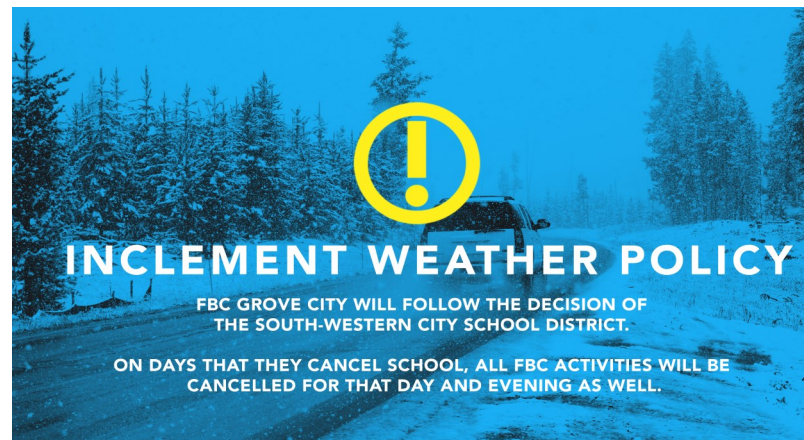 INCLEMENT WEATHER POLICY
FBC GROVE CITY WILL FOLLOW THE DECISION OF
THE SOUTH-WESTERN CITY SCHOOL DISTRICT.
ON DAYS THAT THEY CANCEL SCHOOL, ALL FBC ACTIVITIES WILL BE
CANCELLED FOR THAT DAY AND EVENING AS WELL.